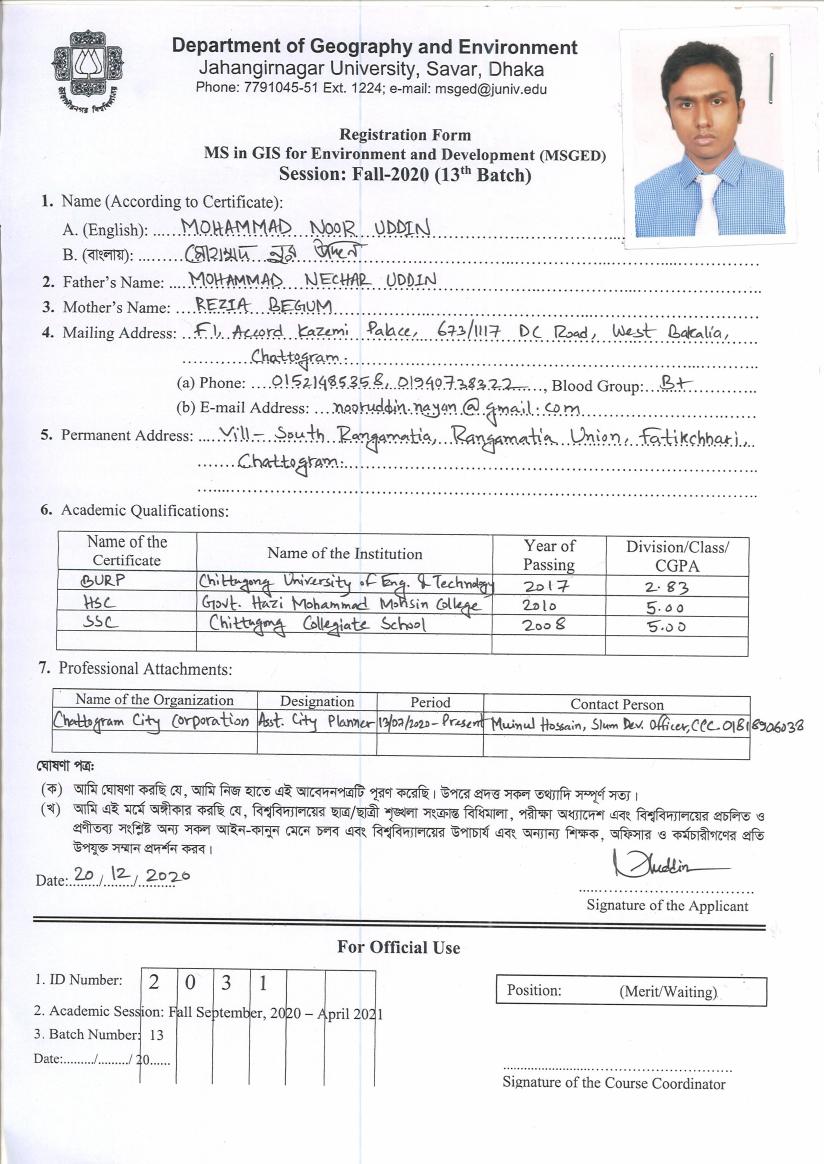 Department of Geography and Environment
Jahangirnagar University, Savar, Dhaka
Phone: 7791045-51 Ext. 1224; e-mail: msged@juniv.edu
Registration Form
MS in GIS for Environment and Development (MSGED)
Session: Fall-2020 (13th Batch)
1. Name (According to Certificate):
A. (English): MOHAMMAD NOOR UDDIN
B. (বাংলায়): মোহাম্মদ নুর উদ্দিন
2. Father's Name: MOHAMMAD NECHAR UDDIN
3. Mother's Name: REZIA BEGUM
4. Mailing Address: F1, Accord Kazemi Palace, 673/1117 DC Road, West Bakalia,
Chattogram.
(a) Phone: 01521485358, 01940738322, Blood Group: B+
(b) E-mail Address: nooruddin.nayan@gmail.com
5. Permanent Address: Vill- South Rangamatia, Rangamatia Union, Fatikchhari,
Chattogram.
6. Academic Qualifications:
Name of the Certificate Name of the Institution Year of Passing Division/Class/ CGPA
BURP Chittagong University of Eng. & Technology 2017 2.83
HSC Govt. Hazi Mohammad Mohsin College 2010 5.00
SSC Chittagong Collegiate School 2008 5.00
7. Professional Attachments:
Name of the Organization Designation Period Contact Person
Chattogram City Corporation Asst. City Planner 13/02/2020- Present Muinul Hossain, Slum Dev. Officer, CCC. 01818906038
ঘোষণা পত্র:
(ক) আমি ঘোষণা করছি যে, আমি নিজ হাতে এই আবেদনপত্রটি পূরণ করেছি। উপরে প্রদত্ত সকল তথ্যাদি সম্পূর্ণ সত্য।
(খ) আমি এই মর্মে অঙ্গীকার করছি যে, বিশ্ববিদ্যালয়ের ছাত্র/ছাত্রী শৃঙ্খলা সংক্রান্ত বিধিমালা, পরীক্ষা অধ্যাদেশ এবং বিশ্ববিদ্যালয়ের প্রচলিত ও
প্রণীতব্য সংশ্লিষ্ট অন্য সকল আইন-কানুন মেনে চলব এবং বিশ্ববিদ্যালয়ের উপাচার্য এবং অন্যান্য শিক্ষক, অফিসার ও কর্মচারীগণের প্রতি
উপযুক্ত সম্মান প্রদর্শন করব।
Date: 20/12/2020
Signature of the Applicant
For Official Use
1. ID Number: 2 0 3 1
Position: (Merit/Waiting)
2. Academic Session: Fall September, 2020 – April 2021
3. Batch Number: 13
Date:........./........./ 20......
Signature of the Course Coordinator